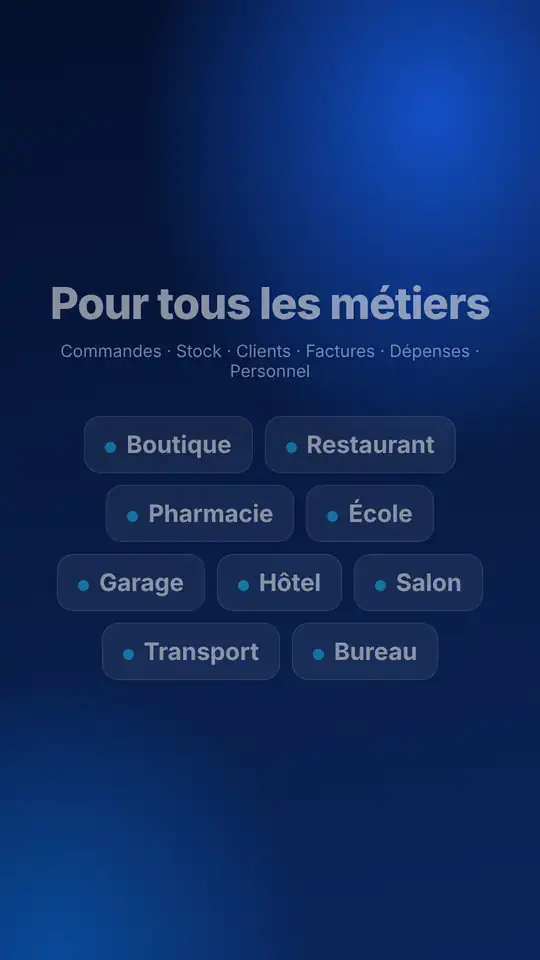 Pour tous les métiers
Commandes · Stock · Clients · Factures · Dépenses ·
Personnel
Boutique
Restaurant
Pharmacie
École
Garage
Hôtel
Salon
Transport
Bureau